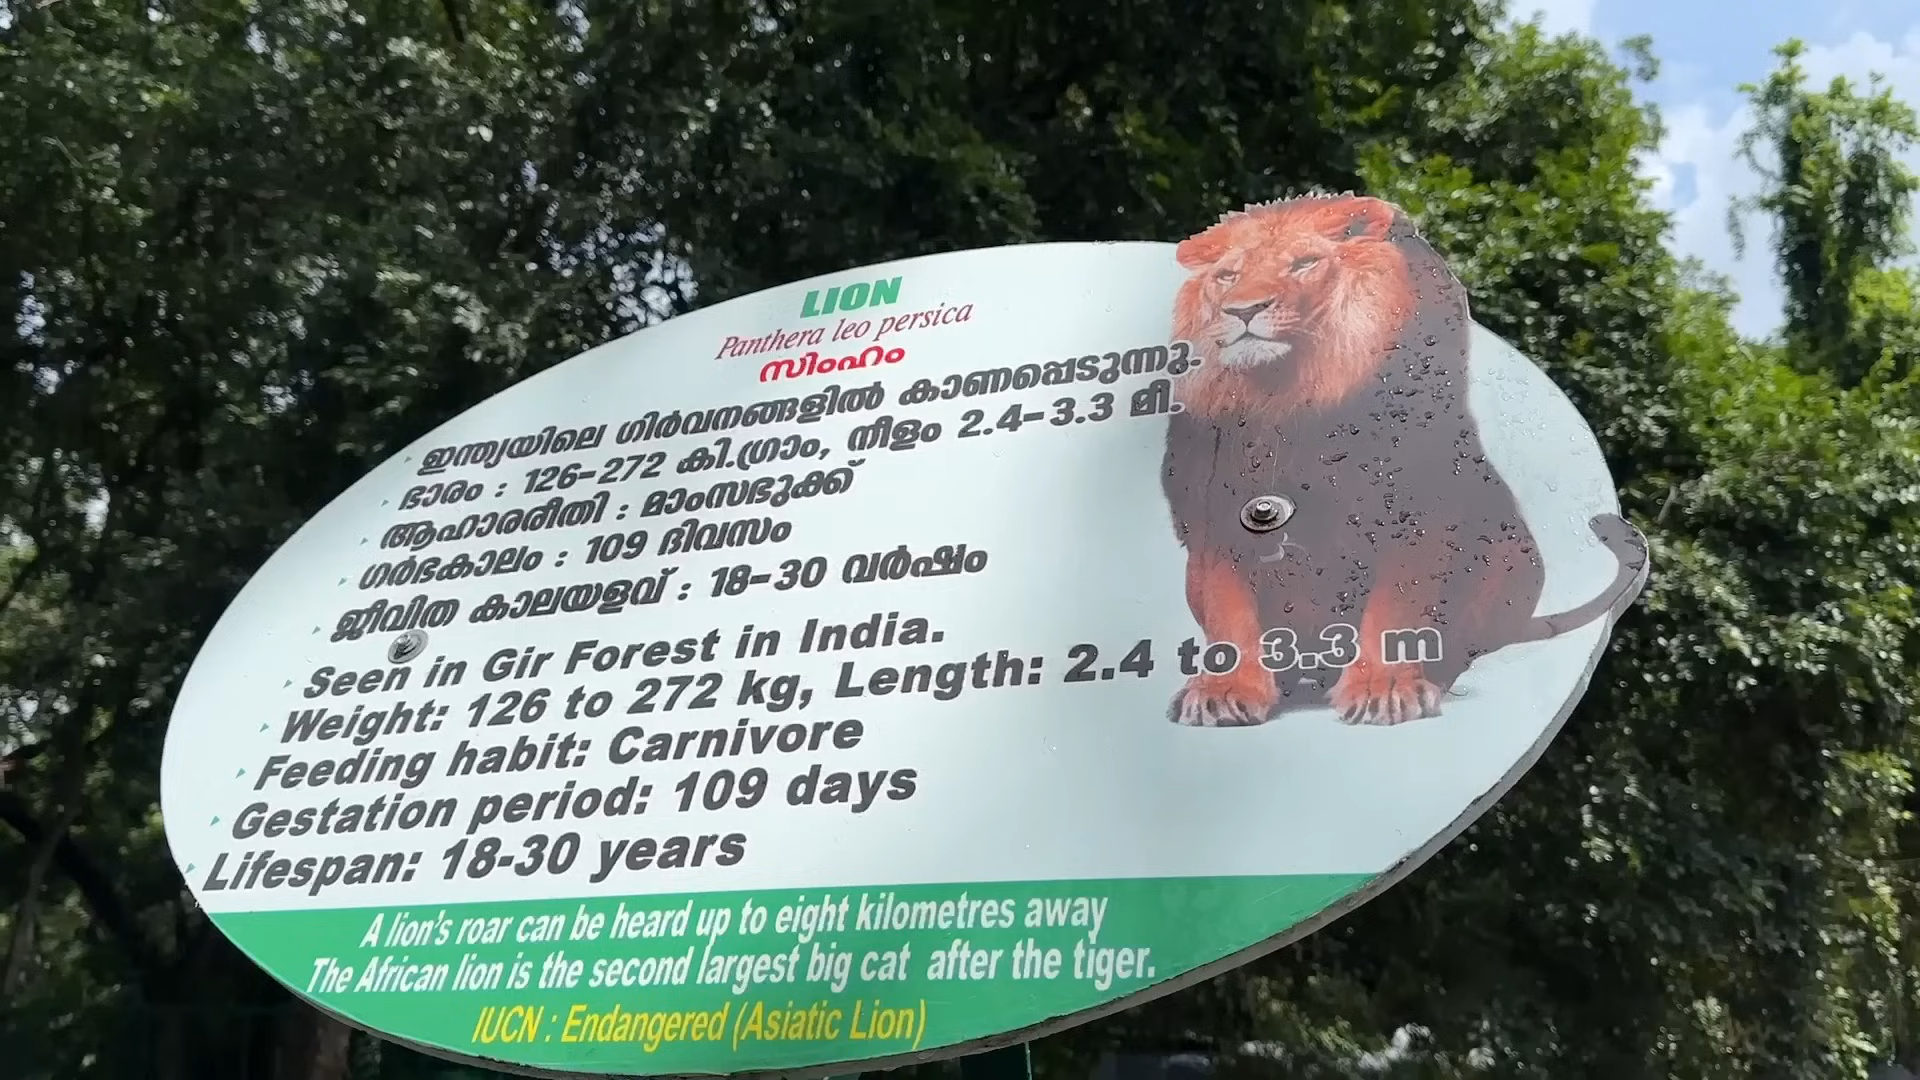 LION
Panthera leo persica
സിംഹം
ഇന്ത്യയിലെ ഗിർവനങ്ങളിൽ കാണപ്പെടുന്നു.
ഭാരം : 126-272 കി.ഗ്രാം, നീളം 2.4-3.3 മീ.
ആഹാരരീതി : മാംസഭുക്ക്
ഗർഭകാലം : 109 ദിവസം
ജീവിത കാലയളവ് : 18-30 വർഷം
Seen in Gir Forest in India.
Weight: 126 to 272 kg, Length: 2.4 to 3.3 m
Feeding habit: Carnivore
Gestation period: 109 days
Lifespan: 18-30 years
A lion's roar can be heard up to eight kilometres away
The African lion is the second largest big cat after the tiger.
IUCN : Endangered (Asiatic Lion)